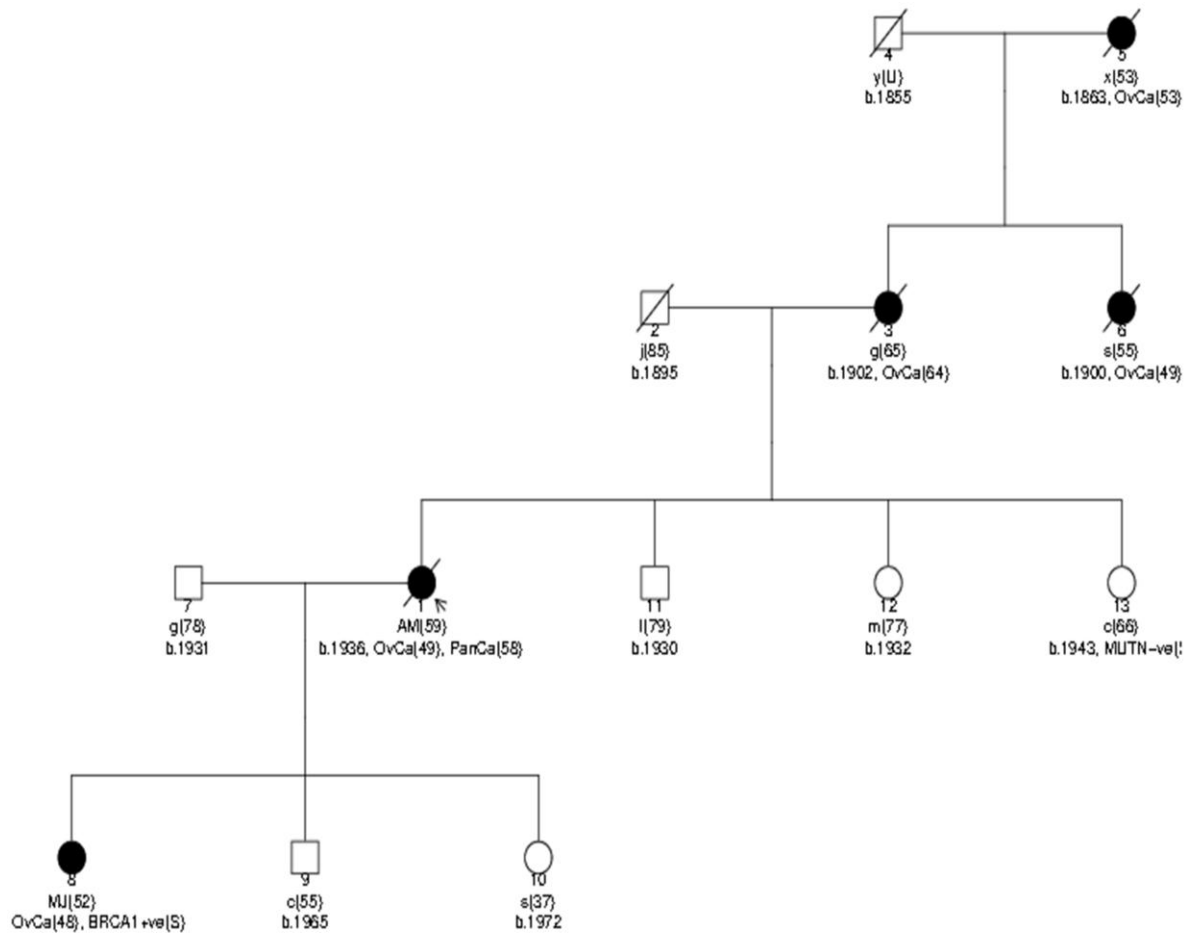 4 5
y{U} x{53}
b.1855 b.1863, OvCa{53}
2 3 6
j{85} g{65} s{55}
b.1895 b.1902, OvCa{64} b.1900, OvCa{49}
7 1 11 12 13
g{78} AM{59} l{79} m{77} c{66}
b.1931 b.1936, OvCa{49}, PanCa{58} b.1930 b.1932 b.1943, MUTN-ve{
8 9 10
MJ{52} c{55} s{37}
OvCa{48}, BRCA1+ve{S} b.1965 b.1972